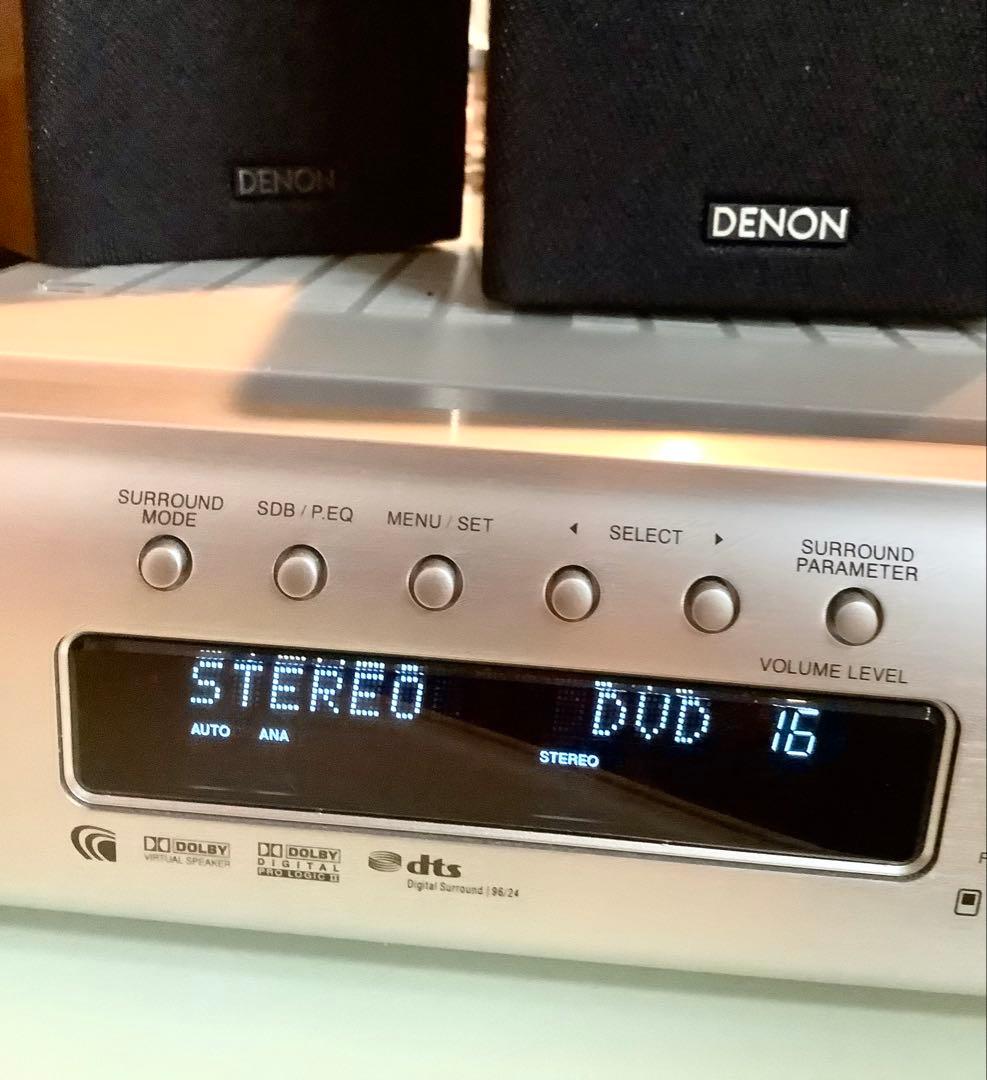 DENON
DENON
SURROUND
MODE
SDB / P.EQ
MENU / SET
SELECT
SURROUND
PARAMETER
VOLUME LEVEL
STEREO DVD 16
AUTO ANA
STEREO
DOLBY
VIRTUAL SPEAKER
DOLBY
DIGITAL
PRO LOGIC II
dts
Digital Surround | 96/24